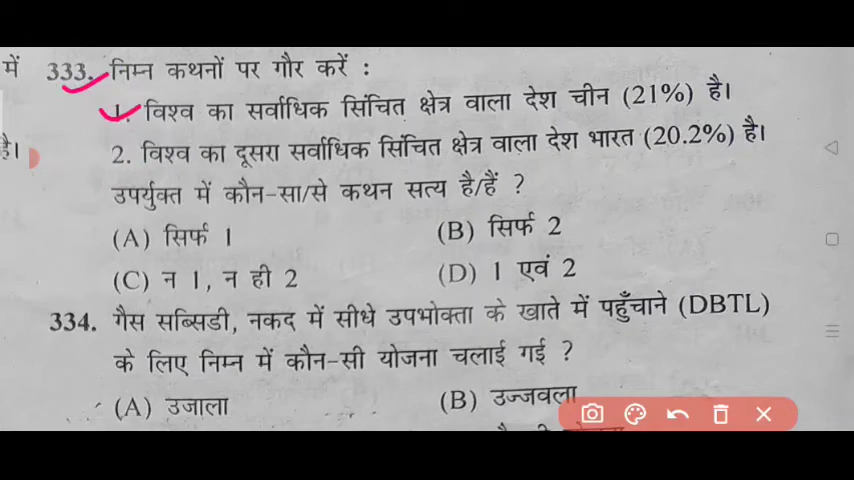 में 333. निम्न कथनों पर गौर करें :
1. विश्व का सर्वाधिक सिंचित क्षेत्र वाला देश चीन (21%) है।
है। 2. विश्व का दूसरा सर्वाधिक सिंचित क्षेत्र वाला देश भारत (20.2%) है।
उपर्युक्त में कौन-सा/से कथन सत्य है/हैं ?
(A) सिर्फ 1 (B) सिर्फ 2
(C) न 1, न ही 2 (D) 1 एवं 2
334. गैस सब्सिडी, नकद में सीधे उपभोक्ता के खाते में पहुँचाने (DBTL)
के लिए निम्न में कौन-सी योजना चलाई गई ?
(A) उजाला (B) उज्जवला